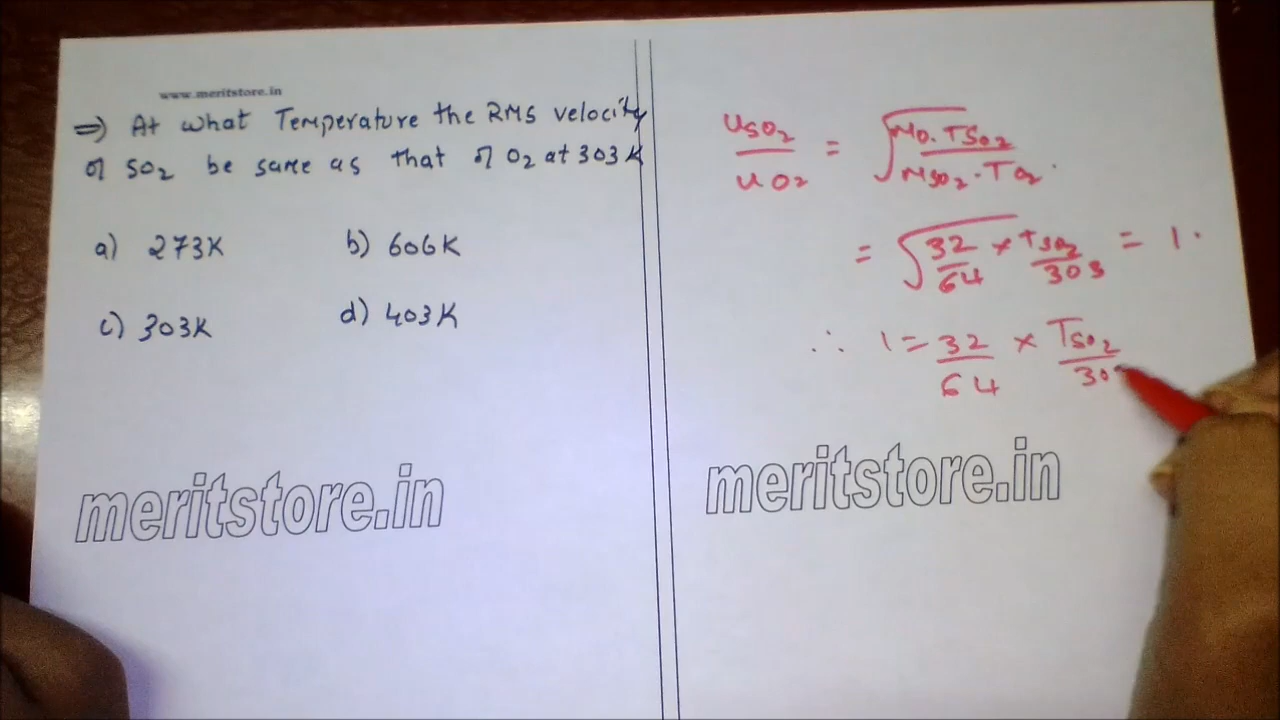 www.meritstore.in
⇒ At what Temperature the RMS velocity
of SO₂ be same as that of O₂ at 303 K
a) 273K b) 606K
c) 303K d) 403K
meritstore.in
USO₂ / UO₂ = √(MO.TSO₂ / MSO₂.TO₂).
= √(32/64 × TSO₂/303) = 1.
∴ 1 = 32/64 × TSO₂/30
meritstore.in